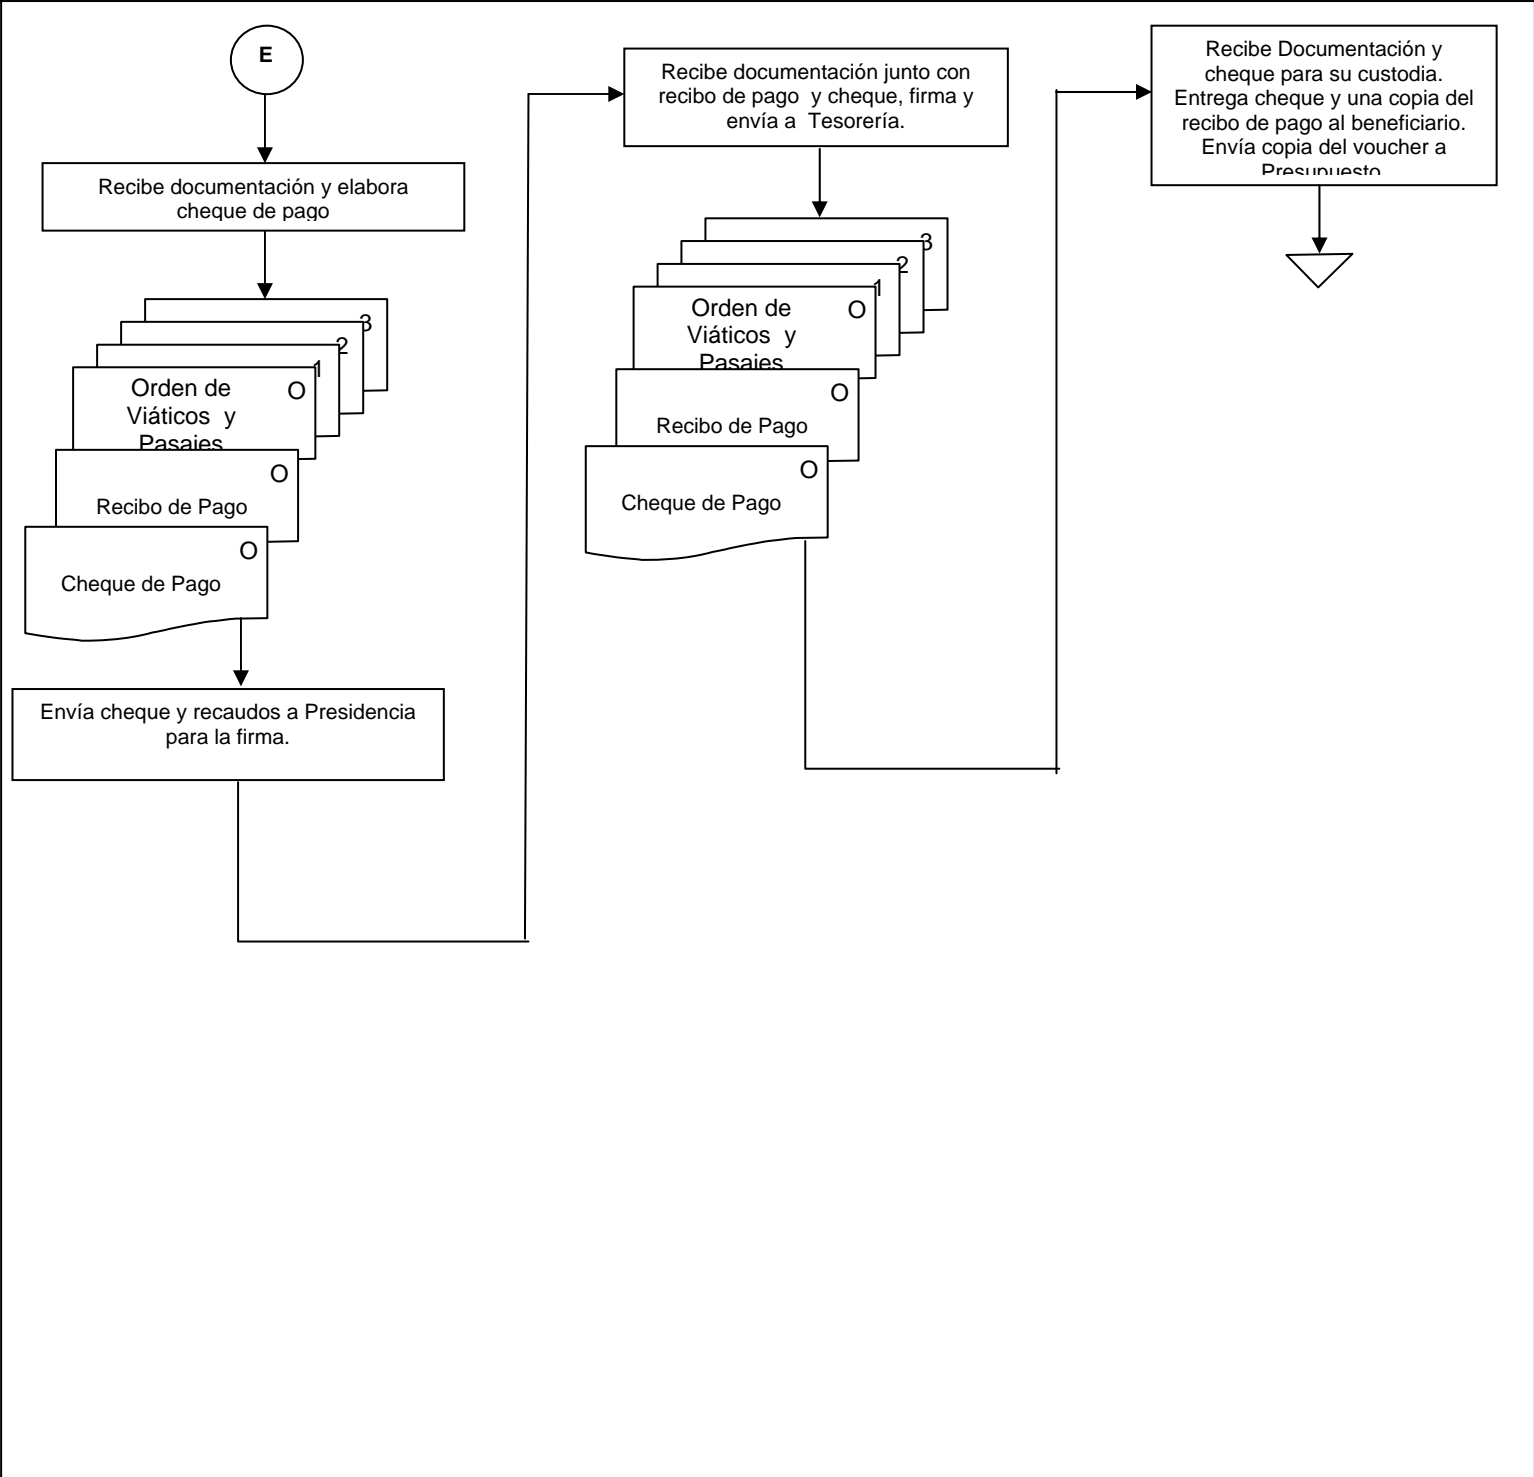 E
Recibe documentación y elabora
cheque de pago
3
2
1
Orden de O
Viáticos y
Pasajes
O
Recibo de Pago
O
Cheque de Pago
Envía cheque y recaudos a Presidencia
para la firma.
Recibe documentación junto con
recibo de pago y cheque, firma y
envía a Tesorería.
3
2
1
Orden de O
Viáticos y
Pasajes
O
Recibo de Pago
O
Cheque de Pago
Recibe Documentación y
cheque para su custodia.
Entrega cheque y una copia del
recibo de pago al beneficiario.
Envía copia del voucher a
Presupuesto